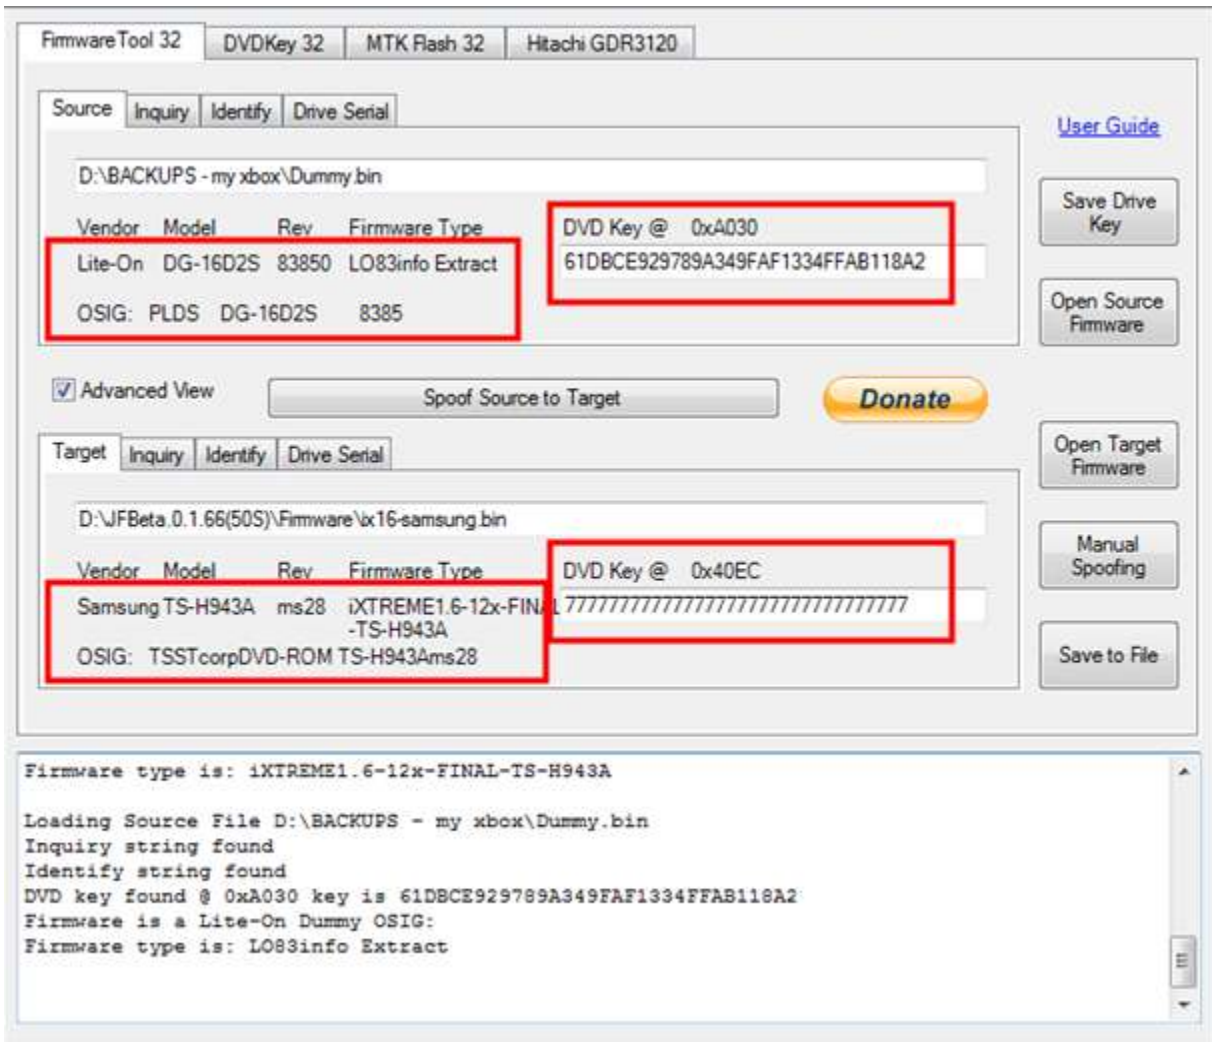 FirmwareTool 32 DVDKey 32 MTK Flash 32 Hitachi GDR3120
Source Inquiry Identify Drive Serial
User Guide
D:\BACKUPS - my xbox\Dummy.bin
Save Drive
Key
Vendor Model Rev Firmware Type DVD Key @ 0xA030
Lite-On DG-16D2S 83850 LO83info Extract 61DBCE929789A349FAF1334FFAB118A2
OSIG: PLDS DG-16D2S 8385
Open Source
Firmware
Advanced View Spoof Source to Target Donate
Target Inquiry Identify Drive Serial
Open Target
Firmware
D:\JFBeta.0.1.66(50S)\Firmware\ix16-samsung.bin
Manual
Spoofing
Vendor Model Rev Firmware Type DVD Key @ 0x40EC
Samsung TS-H943A ms28 iXTREME1.6-12x-FINAL 77777777777777777777777777777777
-TS-H943A
OSIG: TSSTcorpDVD-ROM TS-H943Ams28
Save to File
Firmware type is: iXTREME1.6-12x-FINAL-TS-H943A
Loading Source File D:\BACKUPS - my xbox\Dummy.bin
Inquiry string found
Identify string found
DVD key found @ 0xA030 key is 61DBCE929789A349FAF1334FFAB118A2
Firmware is a Lite-On Dummy OSIG:
Firmware type is: LO83info Extract